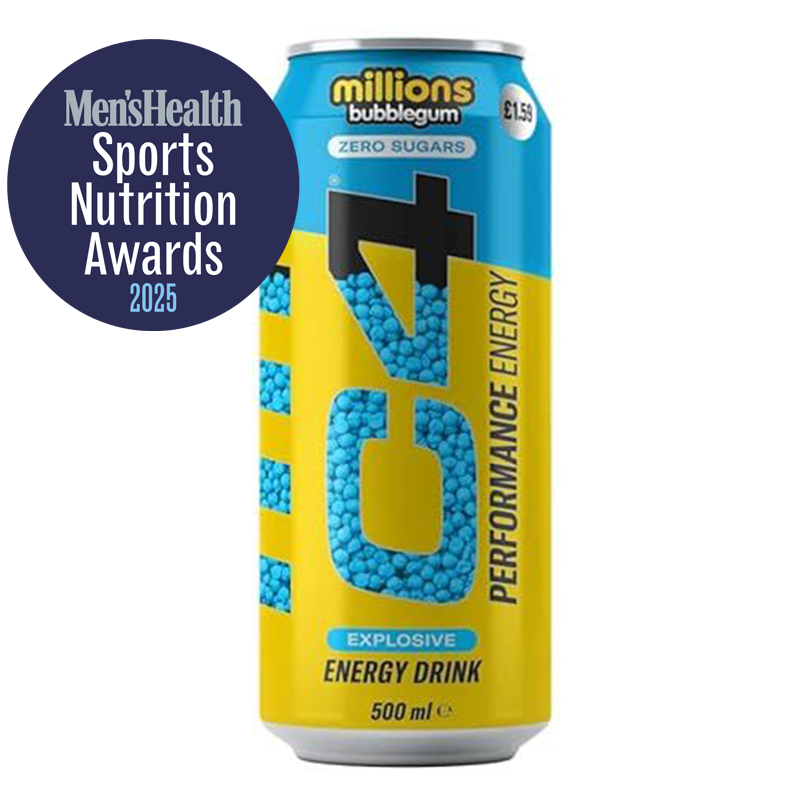 Men'sHealth
Sports
Nutrition
Awards
2025
millions
bubblegum
£1.59
ZERO SUGARS
®
C4
PERFORMANCE ENERGY
EXPLOSIVE
ENERGY DRINK
500 ml ℮